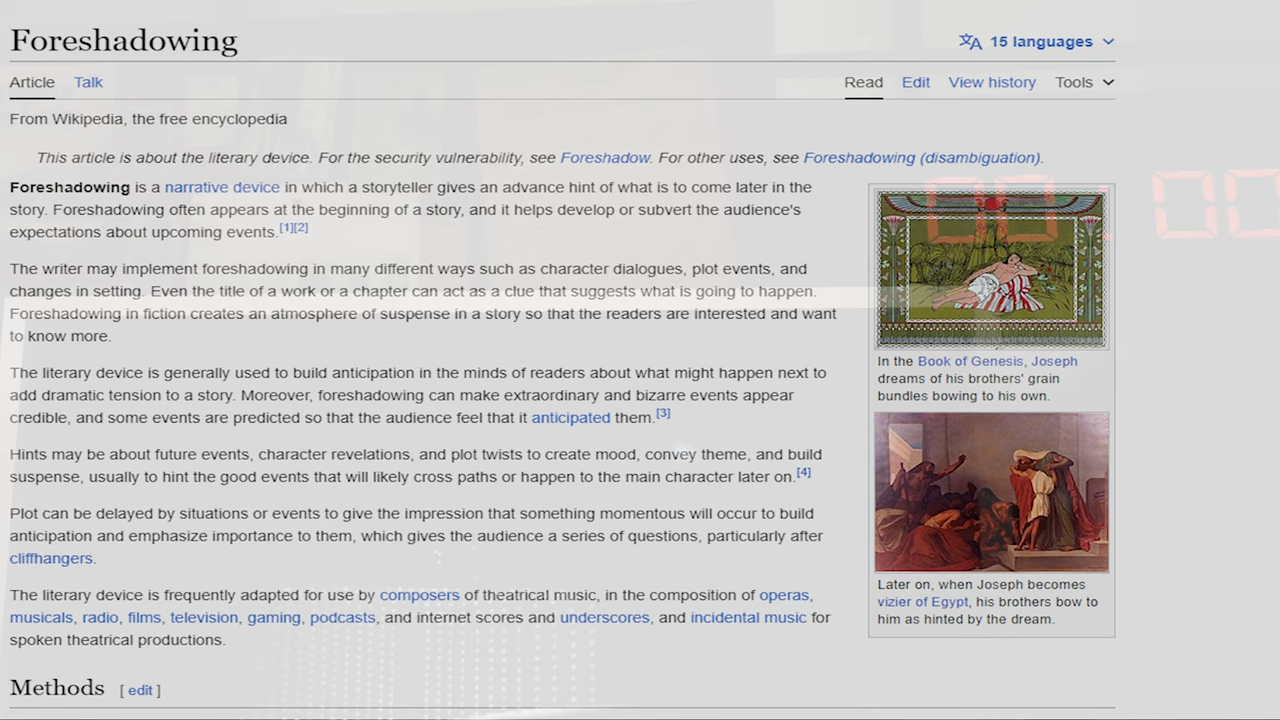 Foreshadowing
15 languages
Article Talk Read Edit View history Tools
From Wikipedia, the free encyclopedia
This article is about the literary device. For the security vulnerability, see Foreshadow. For other uses, see Foreshadowing (disambiguation).
Foreshadowing is a narrative device in which a storyteller gives an advance hint of what is to come later in the
story. Foreshadowing often appears at the beginning of a story, and it helps develop or subvert the audience's
expectations about upcoming events.[1][2]
The writer may implement foreshadowing in many different ways such as character dialogues, plot events, and
changes in setting. Even the title of a work or a chapter can act as a clue that suggests what is going to happen.
Foreshadowing in fiction creates an atmosphere of suspense in a story so that the readers are interested and want
to know more.
The literary device is generally used to build anticipation in the minds of readers about what might happen next to
add dramatic tension to a story. Moreover, foreshadowing can make extraordinary and bizarre events appear
credible, and some events are predicted so that the audience feel that it anticipated them.[3]
Hints may be about future events, character revelations, and plot twists to create mood, convey theme, and build
suspense, usually to hint the good events that will likely cross paths or happen to the main character later on.[4]
Plot can be delayed by situations or events to give the impression that something momentous will occur to build
anticipation and emphasize importance to them, which gives the audience a series of questions, particularly after
cliffhangers.
The literary device is frequently adapted for use by composers of theatrical music, in the composition of operas,
musicals, radio, films, television, gaming, podcasts, and internet scores and underscores, and incidental music for
spoken theatrical productions.
Methods [ edit ]
00:00
In the Book of Genesis, Joseph
dreams of his brothers' grain
bundles bowing to his own.
Later on, when Joseph becomes
vizier of Egypt, his brothers bow to
him as hinted by the dream.